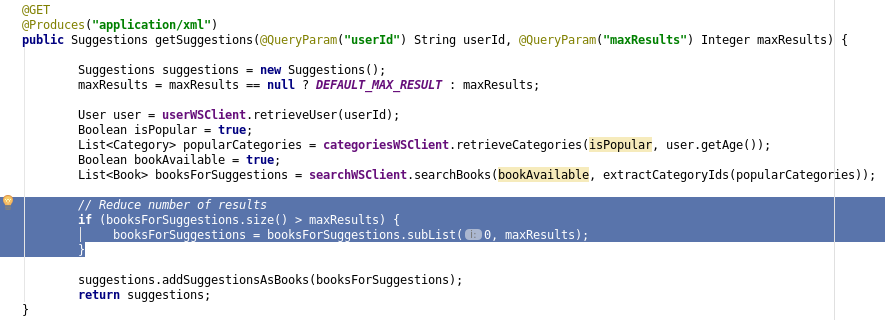 @GET
@Produces("application/xml")
public Suggestions getSuggestions(@QueryParam("userId") String userId, @QueryParam("maxResults") Integer maxResults) {
Suggestions suggestions = new Suggestions();
maxResults = maxResults == null ? DEFAULT_MAX_RESULT : maxResults;
User user = userWSClient.retrieveUser(userId);
Boolean isPopular = true;
List<Category> popularCategories = categoriesWSClient.retrieveCategories(isPopular, user.getAge());
Boolean bookAvailable = true;
List<Book> booksForSuggestions = searchWSClient.searchBooks(bookAvailable, extractCategoryIds(popularCategories));
// Reduce number of results
if (booksForSuggestions.size() > maxResults) {
booksForSuggestions = booksForSuggestions.subList(i: 0, maxResults);
}
suggestions.addSuggestionsAsBooks(booksForSuggestions);
return suggestions;
}